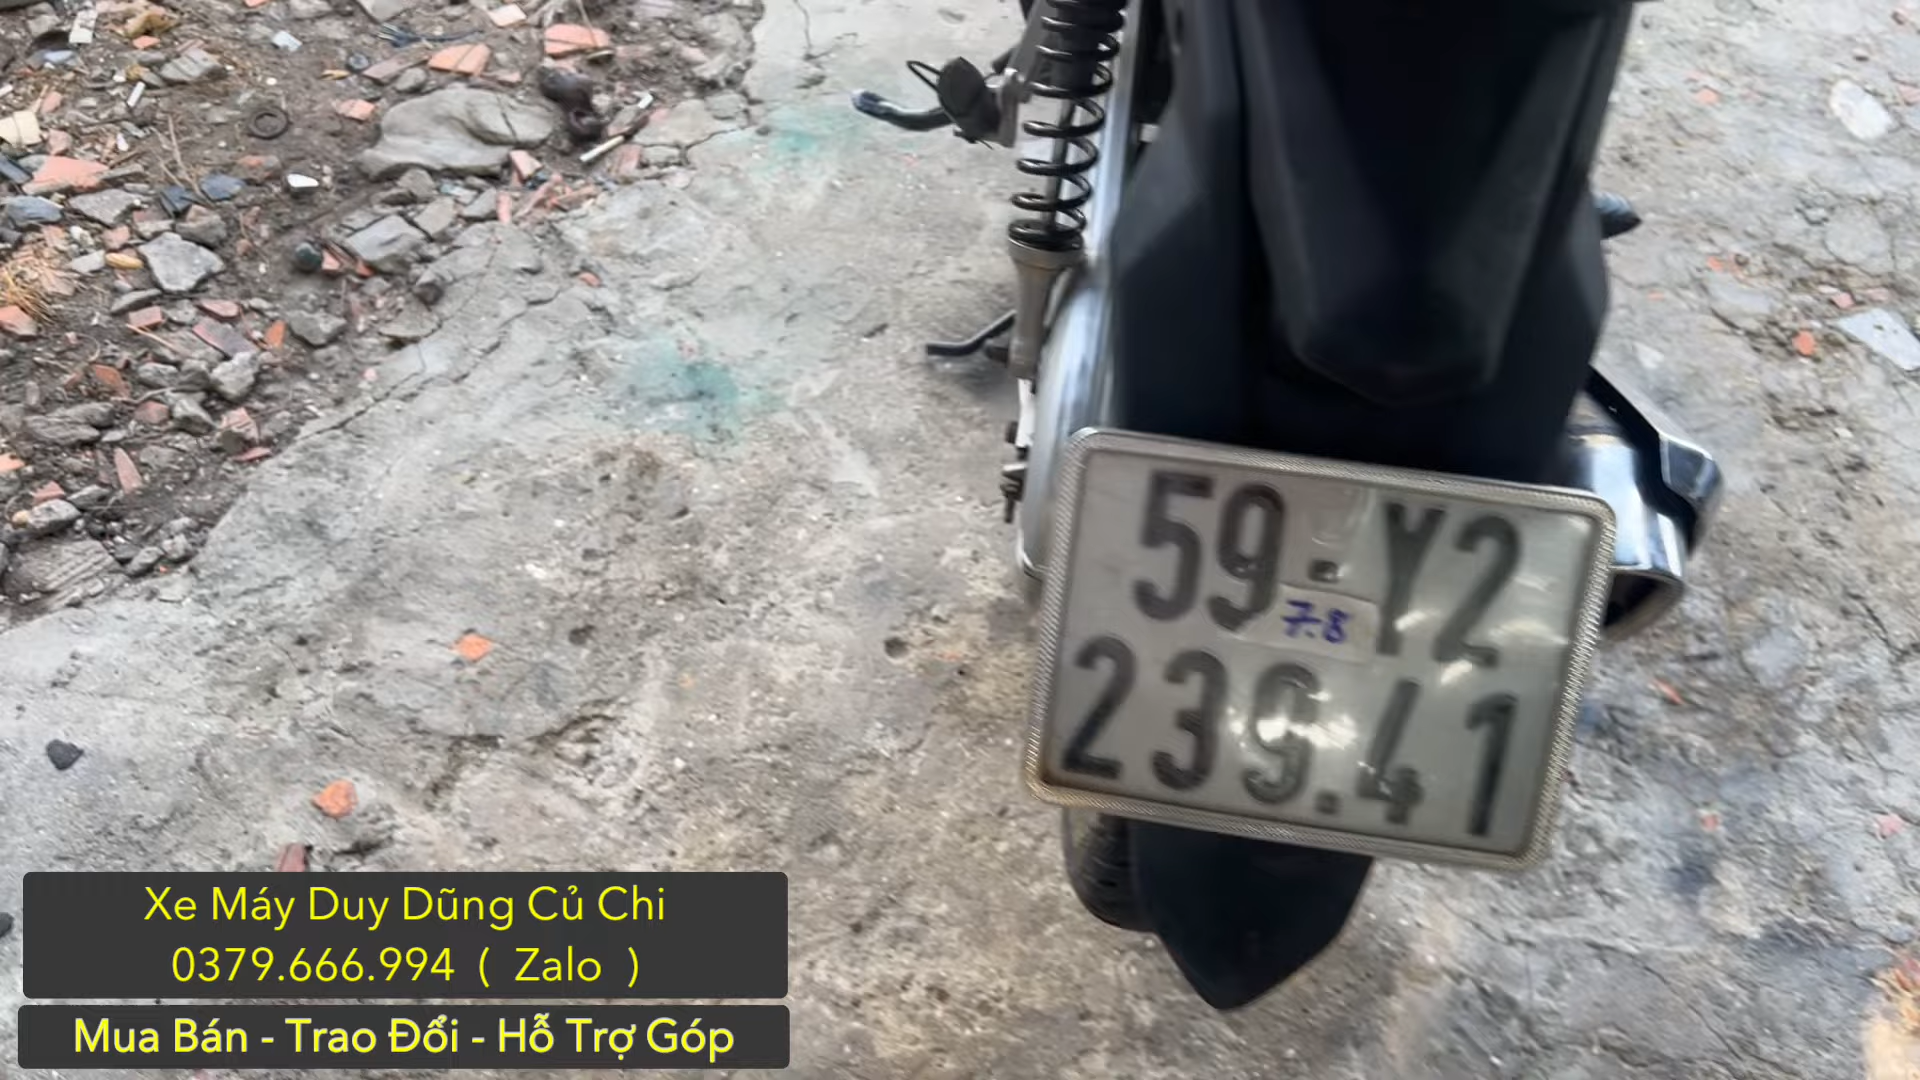 59-Y2
7.8
239.41
Xe Máy Duy Dũng Củ Chi
0379.666.994 ( Zalo )
Mua Bán - Trao Đổi - Hỗ Trợ Góp